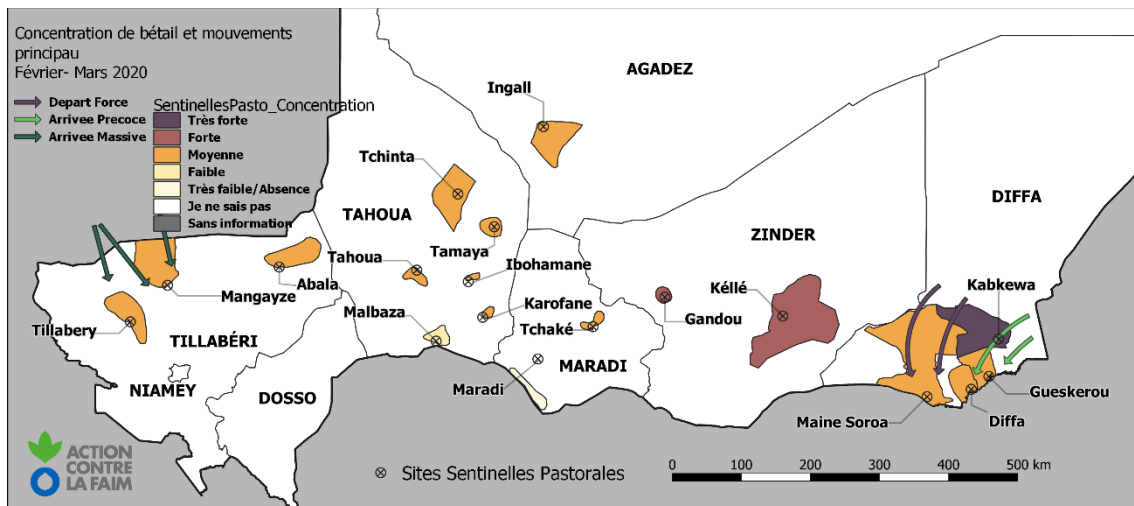 Concentration de bétail et mouvements
principau
Février- Mars 2020
Depart Force
Arrivee Precoce
Arrivee Massive
SentinellesPasto_Concentration
Très forte
Forte
Moyenne
Faible
Très faible/Absence
Je ne sais pas
Sans information
AGADEZ
Ingall
Tchinta
DIFFA
TAHOUA
Tamaya
ZINDER
Tahoua
Ibohamane
Abala
Mangayze
Kéllé
Kabkewa
Karofane
Gandou
Malbaza
Tchaké
Tillabery
TILLABÉRI
MARADI
Maradi
NIAMEY
DOSSO
Gueskerou
Maine Soroa
Diffa
ACTION
CONTRE
LA FAIM
Sites Sentinelles Pastorales
0 100 200 300 400 500 km